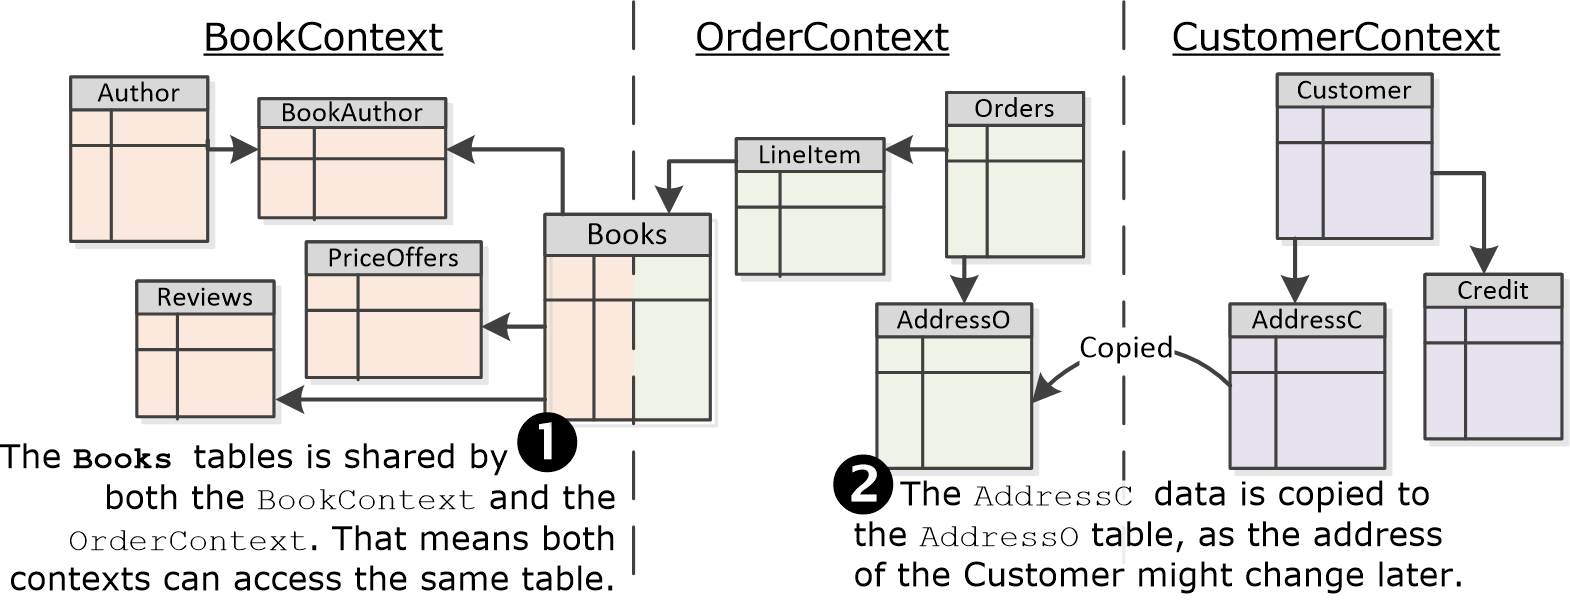 BookContext
OrderContext
CustomerContext
Author
BookAuthor
Books
PriceOffers
Reviews
LineItem
Orders
AddressO
Customer
AddressC
Credit
Copied
1
The Books tables is shared by
both the BookContext and the
OrderContext. That means both
contexts can access the same table.
2
The AddressC data is copied to
the AddressO table, as the address
of the Customer might change later.